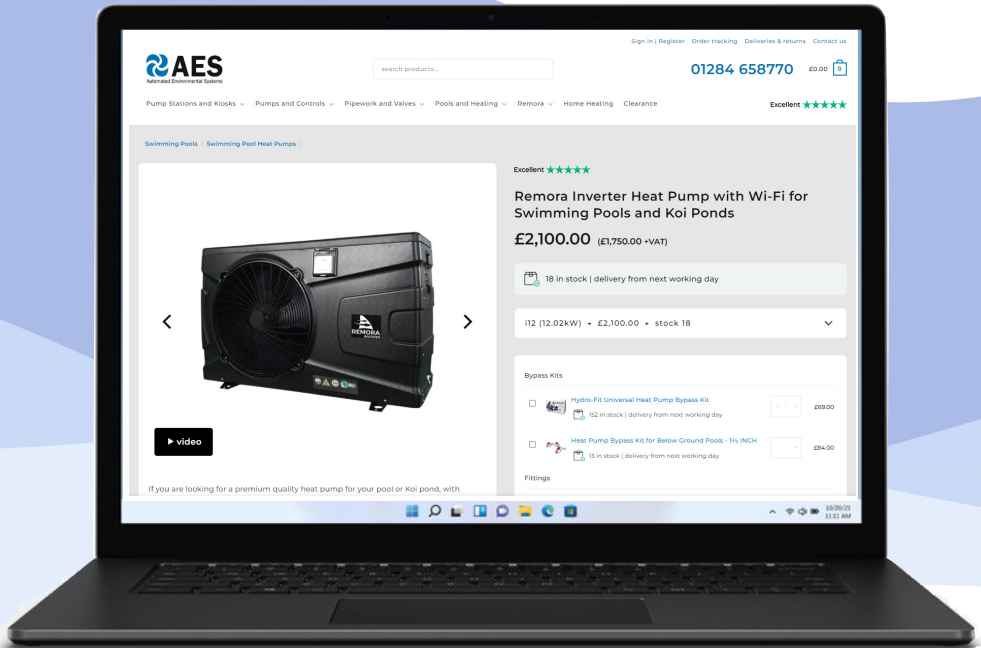 Sign in | Register Order tracking Deliveries & returns Contact us
AES
Automated Environmental Systems
search products...
01284 658770 £0.00 0
Pump Stations and Kiosks Pumps and Controls Pipework and Valves Pools and Heating Remora Home Heating Clearance
Excellent
Swimming Pools / Swimming Pool Heat Pumps /
Excellent
Remora Inverter Heat Pump with Wi-Fi for
Swimming Pools and Koi Ponds
£2,100.00 (£1,750.00 +VAT)
18 in stock | delivery from next working day
i12 (12.02kW) • £2,100.00 • stock 18
REMORA
INVERTER
Bypass Kits
Hydro-Fit Universal Heat Pump Bypass Kit
152 in stock | delivery from next working day
£69.00
Heat Pump Bypass Kit for Below Ground Pools - 1½ INCH
13 in stock | delivery from next working day
£84.00
Fittings
video
If you are looking for a premium quality heat pump for your pool or Koi pond, with
10/20/21
11:11 AM